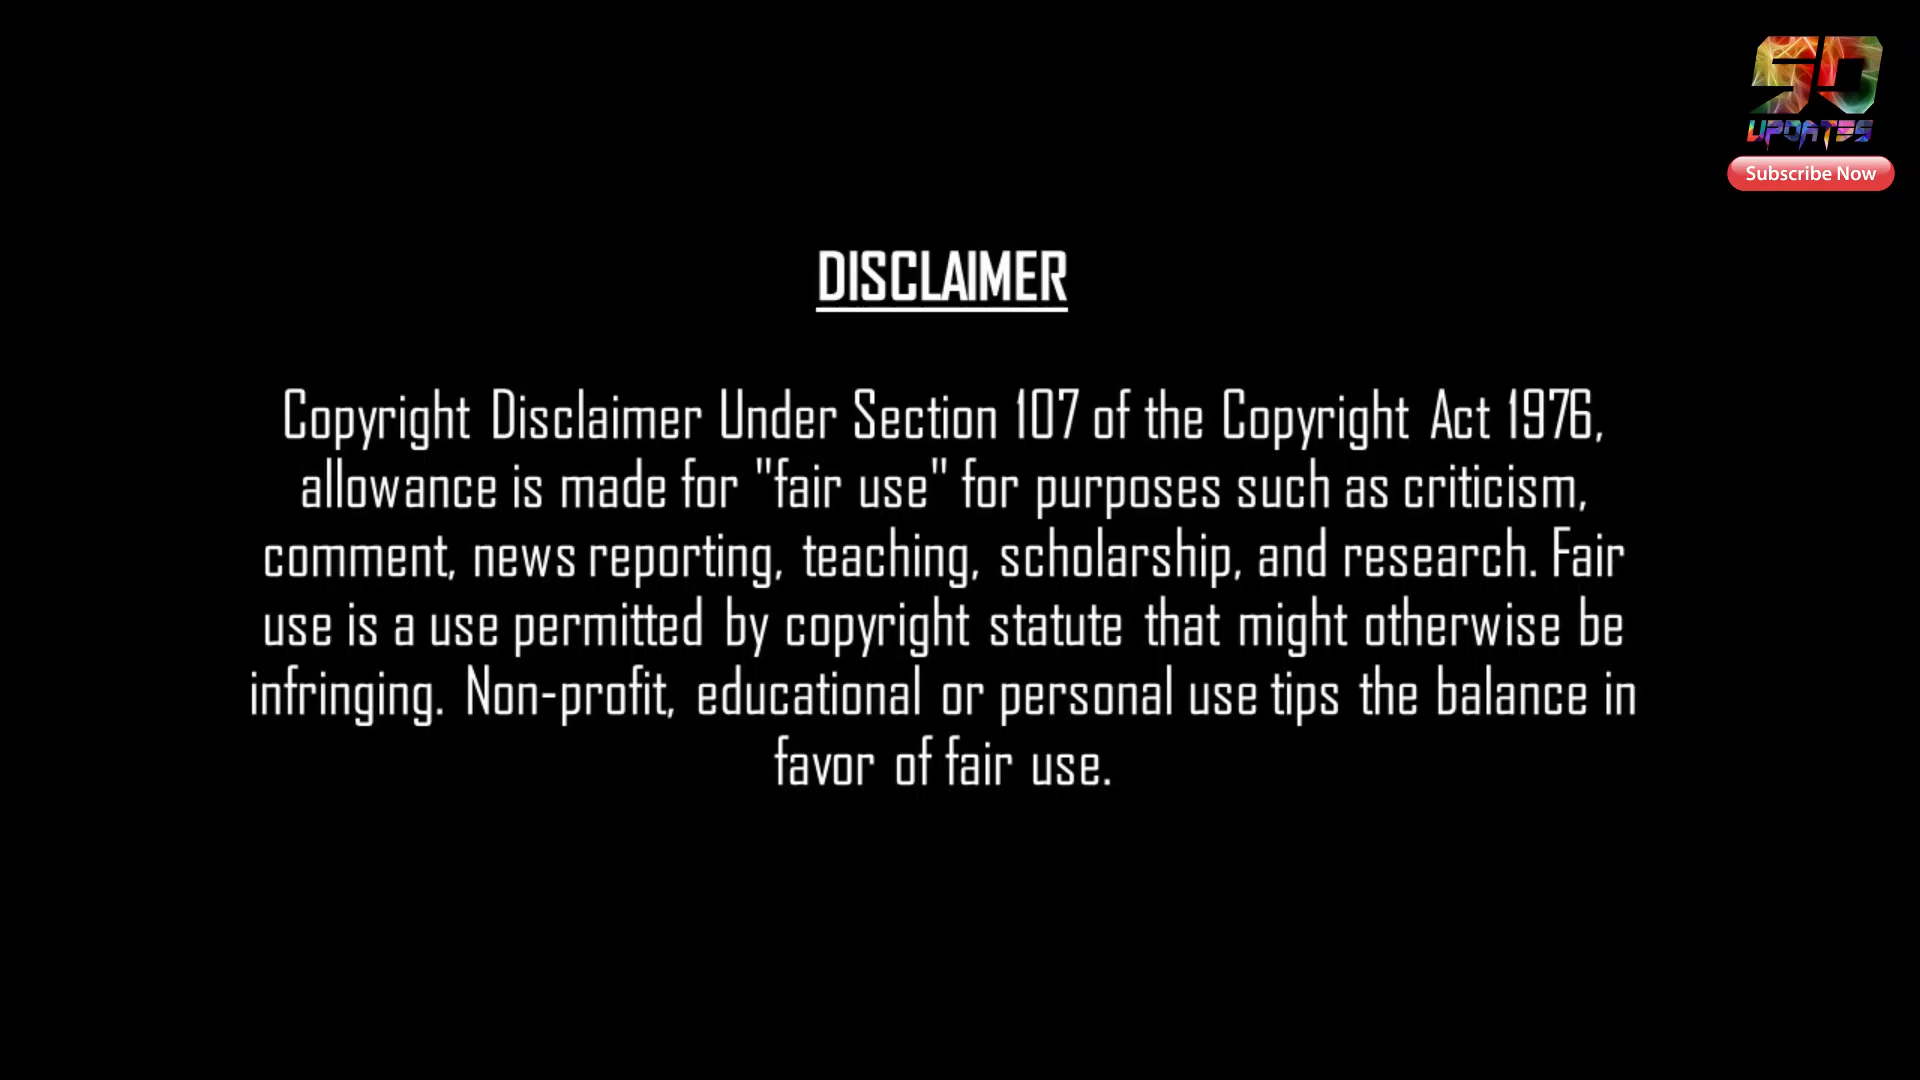 SD
UPDATES
Subscribe Now
DISCLAIMER
Copyright Disclaimer Under Section 107 of the Copyright Act 1976,
allowance is made for "fair use" for purposes such as criticism,
comment, news reporting, teaching, scholarship, and research. Fair
use is a use permitted by copyright statute that might otherwise be
infringing. Non-profit, educational or personal use tips the balance in
favor of fair use.